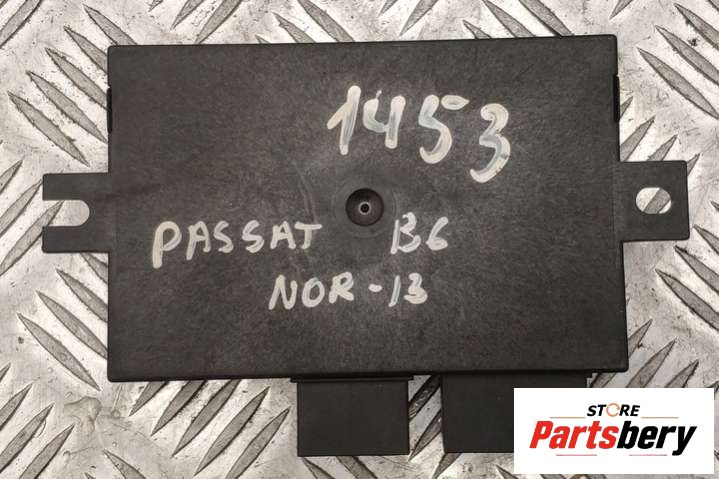 1453
PASSAT B6
NOR-13
STORE
Partsbery